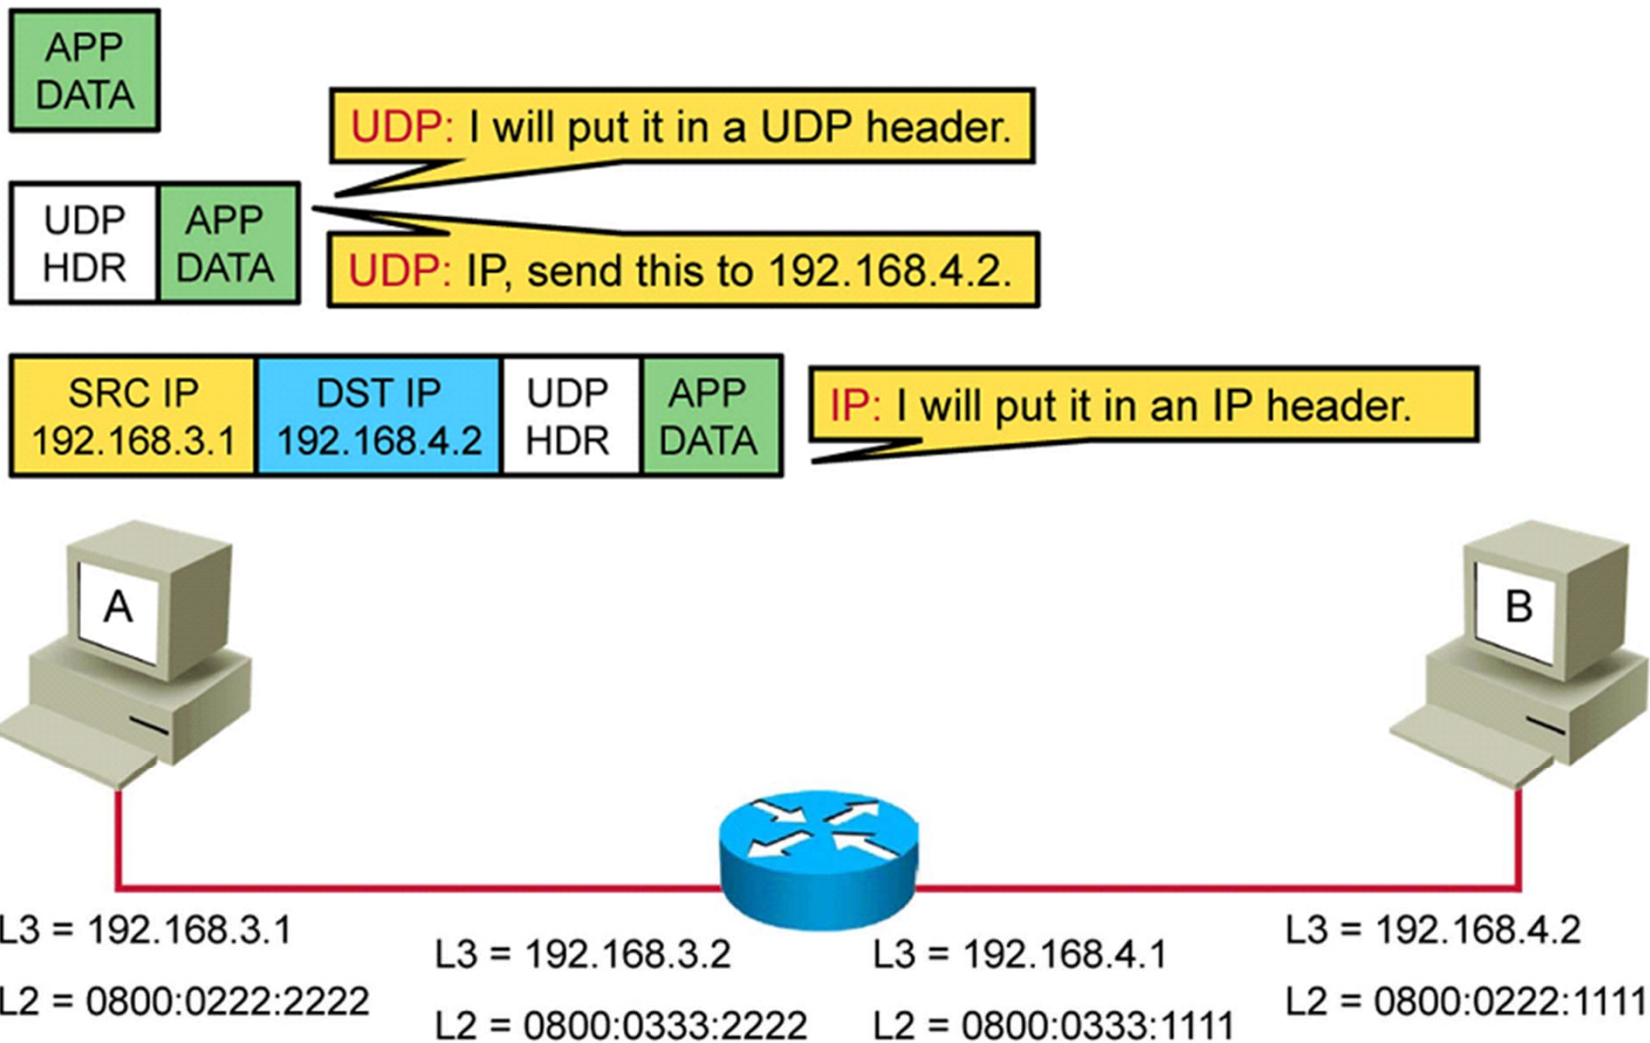 APP
DATA
UDP: I will put it in a UDP header.
UDP
HDR
APP
DATA
UDP: IP, send this to 192.168.4.2.
SRC IP
192.168.3.1
DST IP
192.168.4.2
UDP
HDR
APP
DATA
IP: I will put it in an IP header.
A
B
L3 = 192.168.3.1
L2 = 0800:0222:2222
L3 = 192.168.3.2
L2 = 0800:0333:2222
L3 = 192.168.4.1
L2 = 0800:0333:1111
L3 = 192.168.4.2
L2 = 0800:0222:1111